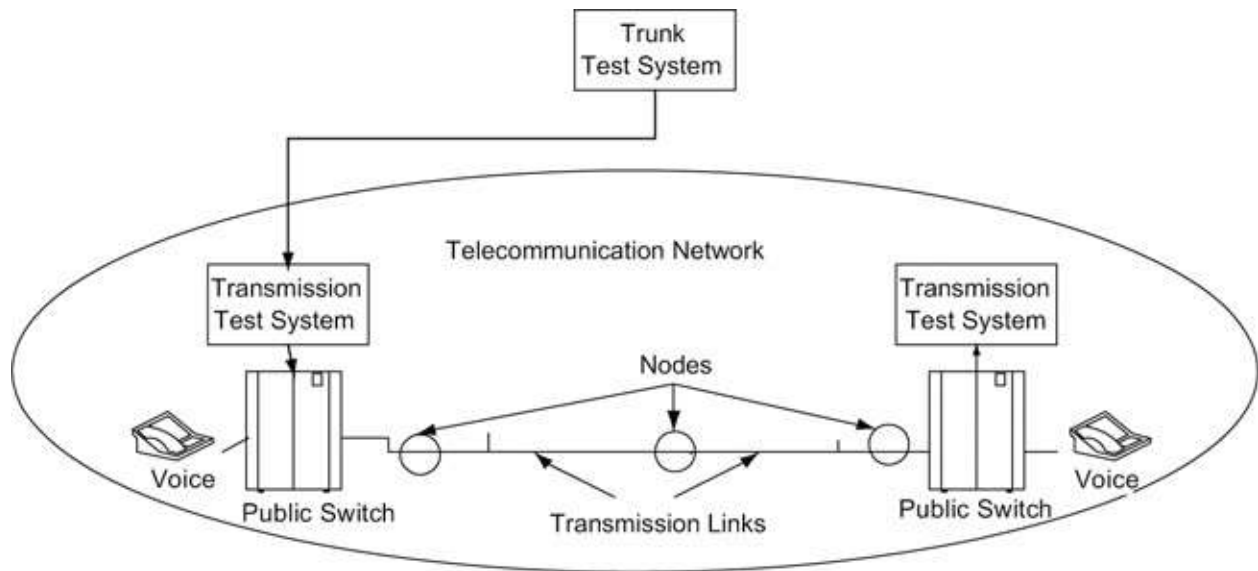 Trunk
Test System
Telecommunication Network
Transmission
Test System
Transmission
Test System
Nodes
Voice
Voice
Public Switch
Transmission Links
Public Switch